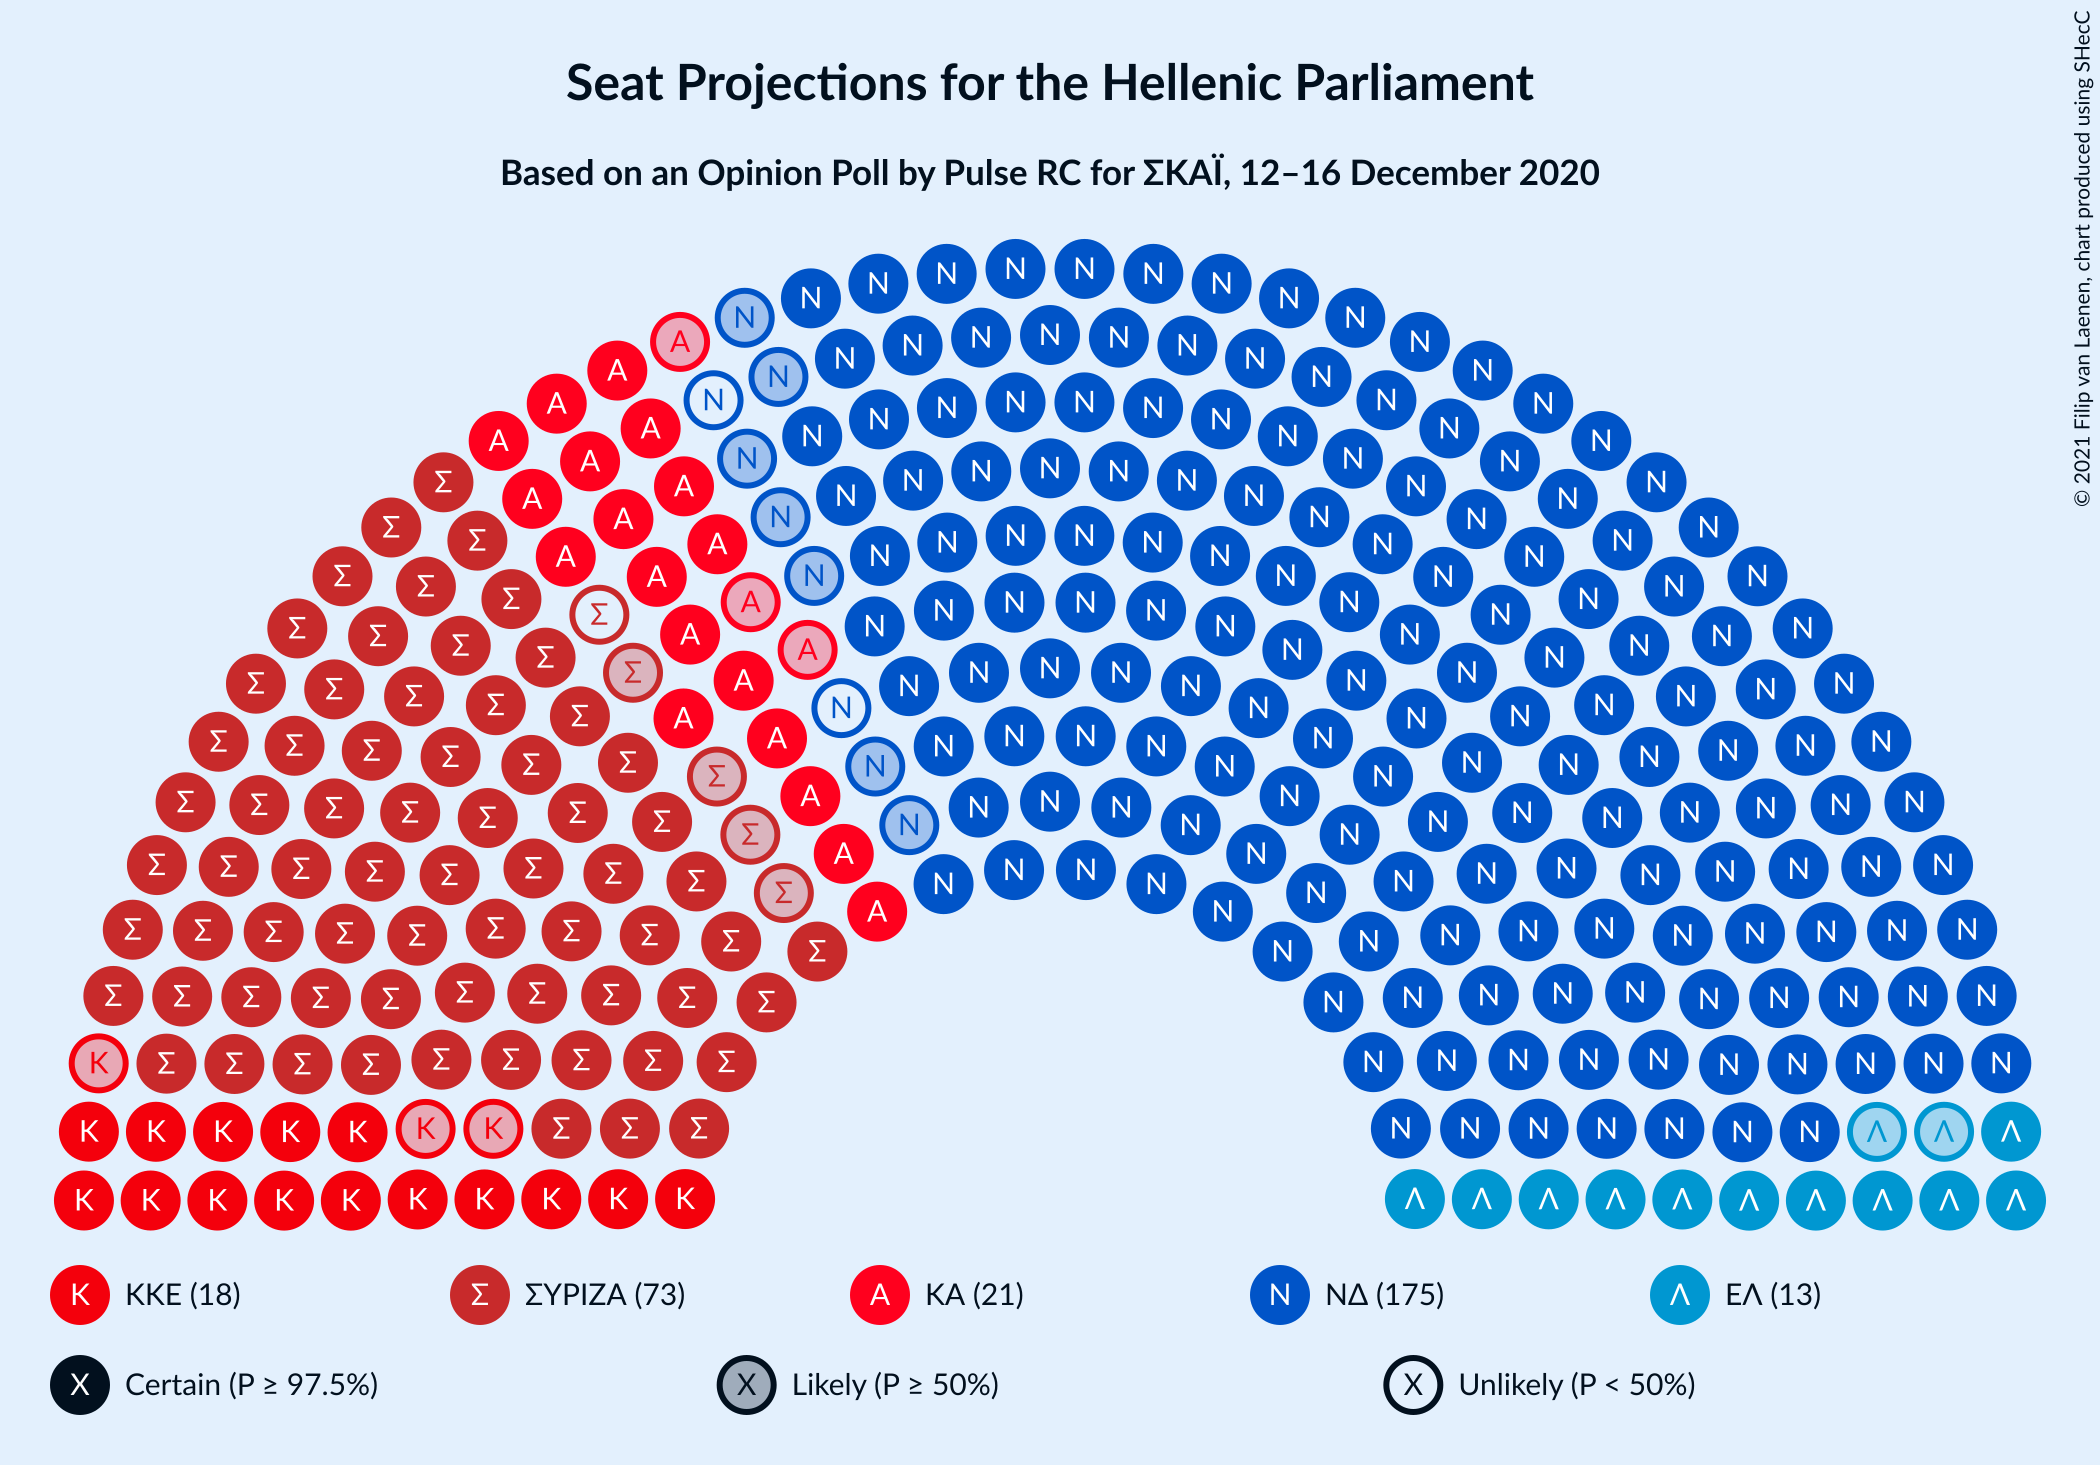 Seat Projections for the Hellenic Parliament
Based on an Opinion Poll by Pulse RC for ΣΚΑΪ, 12–16 December 2020
© 2021 Filip van Laenen, chart produced using SHecC
N N N N N N N N N N N N N N N N N N N N N N N N N N N N N N
K ΚΚΕ (18) Σ ΣΥΡΙΖΑ (73) Α ΚΑ (21) N ΝΔ (175) Λ ΕΛ (13)
X Certain (P ≥ 97.5%) X Likely (P ≥ 50%) X Unlikely (P < 50%)